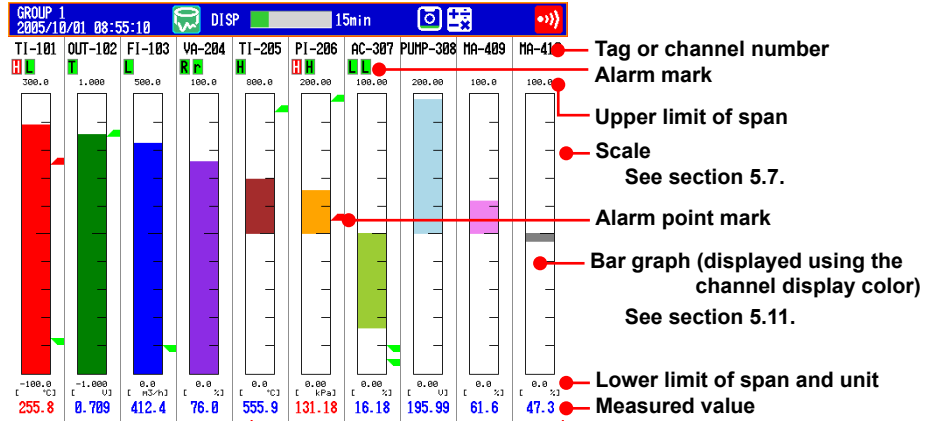 GROUP 1
2005/10/01 08:55:10 DISP 15min
TI-101 OUT-102 FI-103 VA-204 TI-205 PI-206 AC-307 PUMP-308 MA-409 MA-41
Tag or channel number
H L T L R r H H H L L
Alarm mark
300.0 1.000 500.0 100.0 800.0 200.00 100.00 200.00 100.0 100.0
Upper limit of span
Scale
See section 5.7.
Alarm point mark
Bar graph (displayed using the
channel display color)
See section 5.11.
-100.0 -1.000 0.0 0.0 0.0 0.00 0.00 0.00 0.0 0.0
Lower limit of span and unit
[ °C] [ V] [ m3/h] [ %] [ °C] [ kPa] [ %] [ V] [ %] [ %]
255.8 0.709 412.4 76.0 555.9 131.18 16.18 195.99 61.6 47.3
Measured value